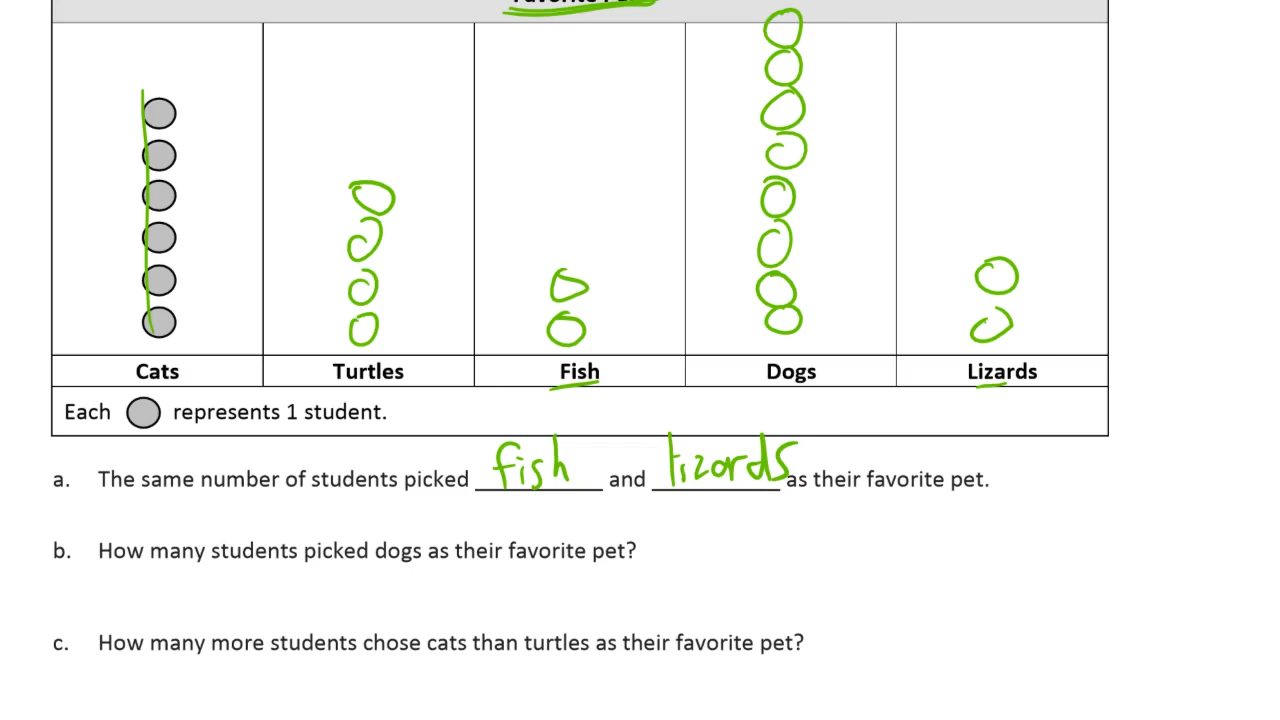 Cats Turtles Fish Dogs Lizards
Each represents 1 student.
a. The same number of students picked fish and lizards as their favorite pet.
b. How many students picked dogs as their favorite pet?
c. How many more students chose cats than turtles as their favorite pet?